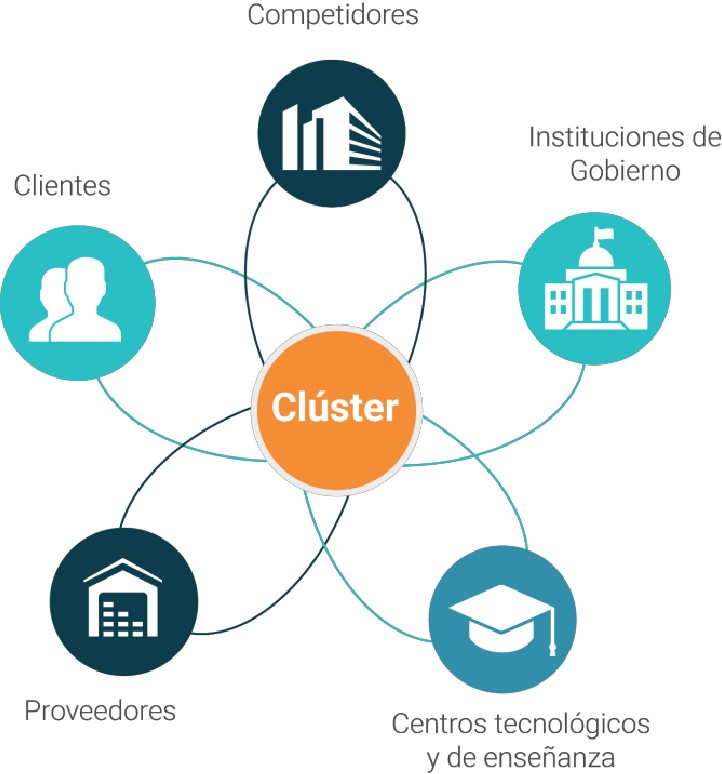 Competidores
Instituciones de
Gobierno
Clientes
Clúster
Proveedores
Centros tecnológicos
y de enseñanza